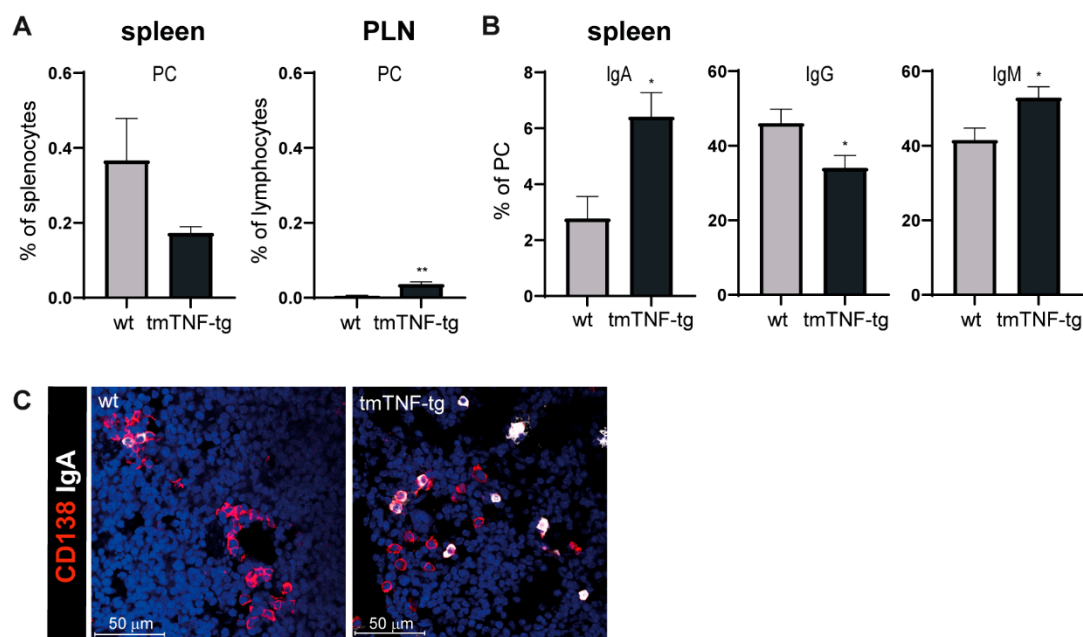 A
spleen
PLN
B
spleen
PC
PC
IgA
IgG
IgM
% of splenocytes
0.6
0.4
0.2
0.0
wt tmTNF-tg
% of lymphocytes
0.6
0.4
0.2
0.0
**
wt tmTNF-tg
% of PC
8
6
4
2
0
*
wt tmTNF-tg
60
40
20
0
*
wt tmTNF-tg
60
40
20
0
*
wt tmTNF-tg
C
CD138 IgA
wt
50 μm
tmTNF-tg
50 μm